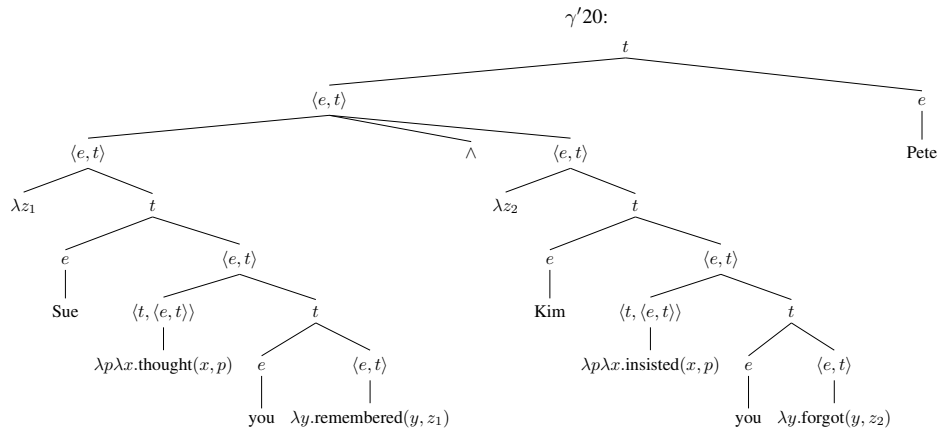 γ′20:
t
⟨e, t⟩ e
⟨e, t⟩ ∧ ⟨e, t⟩ Pete
λz₁ t λz₂ t
e ⟨e, t⟩ e ⟨e, t⟩
Sue ⟨t, ⟨e, t⟩⟩ t Kim ⟨t, ⟨e, t⟩⟩ t
λpλx.thought(x, p) e ⟨e, t⟩ λpλx.insisted(x, p) e ⟨e, t⟩
you λy.remembered(y, z₁) you λy.forgot(y, z₂)